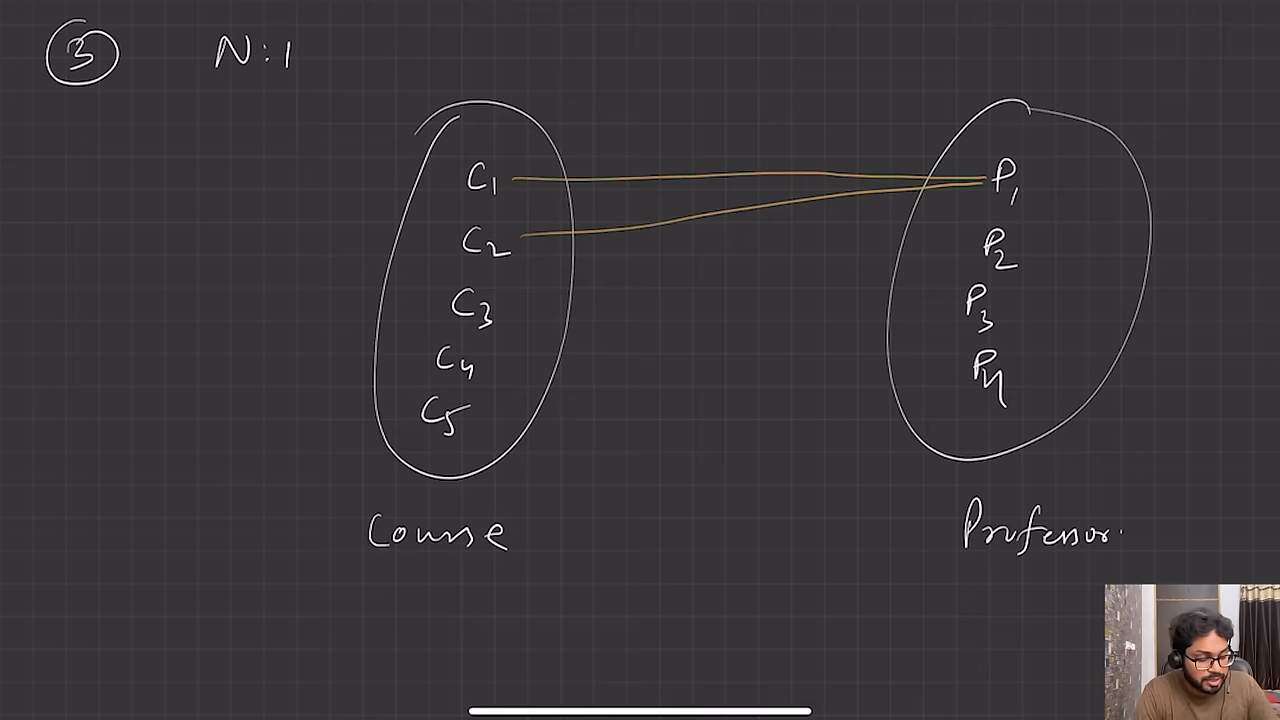 3 N:1
C1 P1
C2 P2
C3 P3
C4 P4
C5
Course Professor